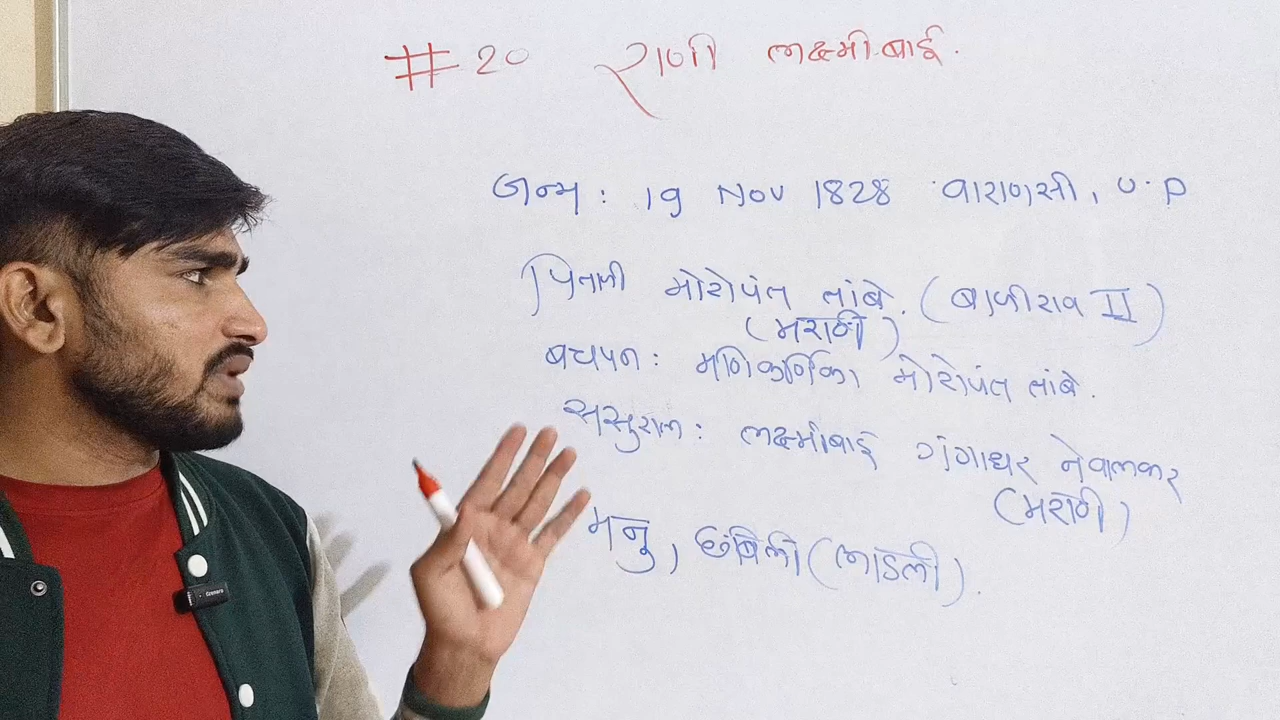 #20 राणी लक्ष्मीबाई.
जन्म : 19 Nov 1828 वाराणसी, U.P
पिताजी मोरोपंत तांबे. (बाजीराव II)
(मराठी)
बचपन : मणिकर्णिका मोरोपंत तांबे.
ससुराल : लक्ष्मीबाई गंगाधर नेवालकर
(मराठी)
मनु, छबिली (लाडली).